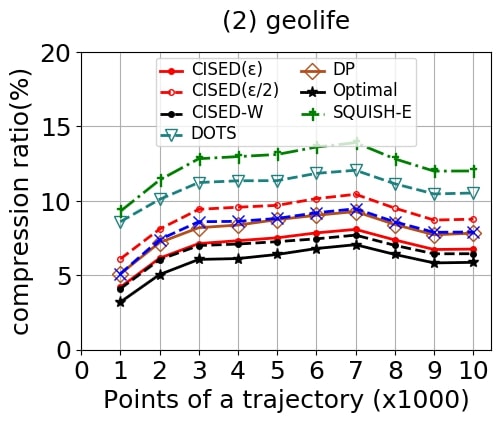 (2) geolife
compression ratio(%)
20
15
10
5
0
CISED(ε)
CISED(ε/2)
CISED-W
DOTS
DP
Optimal
SQUISH-E
0 1 2 3 4 5 6 7 8 9 10
Points of a trajectory (x1000)